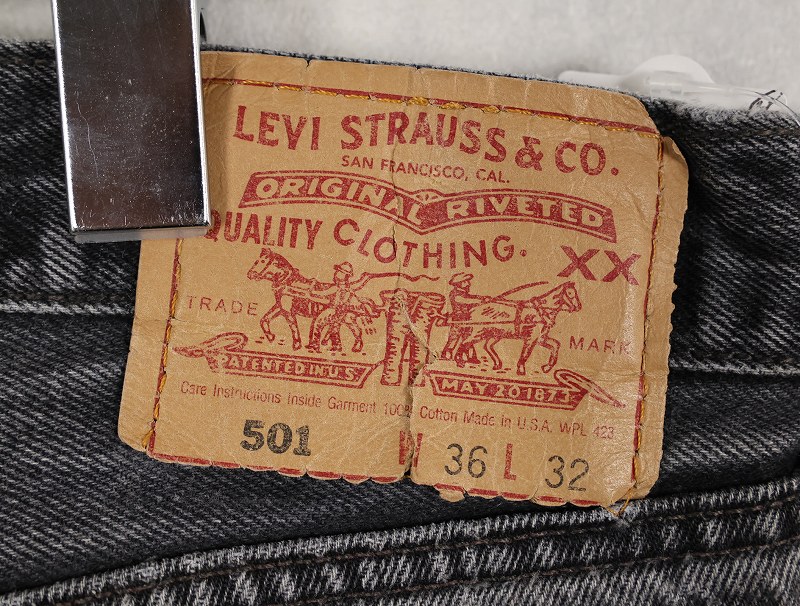 LEVI STRAUSS & CO.
SAN FRANCISCO, CAL.
ORIGINAL RIVETED
QUALITY CLOTHING.
XX
TRADE MARK
PATENTED IN U.S. MAY 20 1873
Care Instructions Inside Garment 100% Cotton Made in U.S.A. WPL 423
501 W 36 L 32